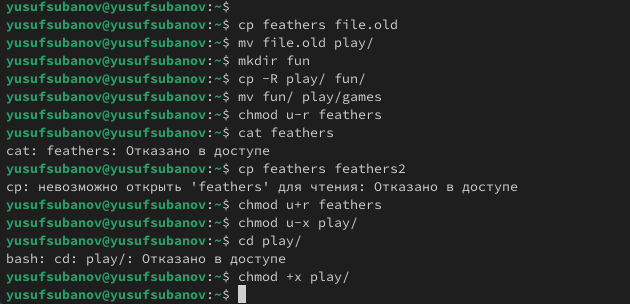 yusufsubanov@yusufsubanov:~$
yusufsubanov@yusufsubanov:~$ cp feathers file.old
yusufsubanov@yusufsubanov:~$ mv file.old play/
yusufsubanov@yusufsubanov:~$ mkdir fun
yusufsubanov@yusufsubanov:~$ cp -R play/ fun/
yusufsubanov@yusufsubanov:~$ mv fun/ play/games
yusufsubanov@yusufsubanov:~$ chmod u-r feathers
yusufsubanov@yusufsubanov:~$ cat feathers
cat: feathers: Отказано в доступе
yusufsubanov@yusufsubanov:~$ cp feathers feathers2
cp: невозможно открыть 'feathers' для чтения: Отказано в доступе
yusufsubanov@yusufsubanov:~$ chmod u+r feathers
yusufsubanov@yusufsubanov:~$ chmod u-x play/
yusufsubanov@yusufsubanov:~$ cd play/
bash: cd: play/: Отказано в доступе
yusufsubanov@yusufsubanov:~$ chmod +x play/
yusufsubanov@yusufsubanov:~$